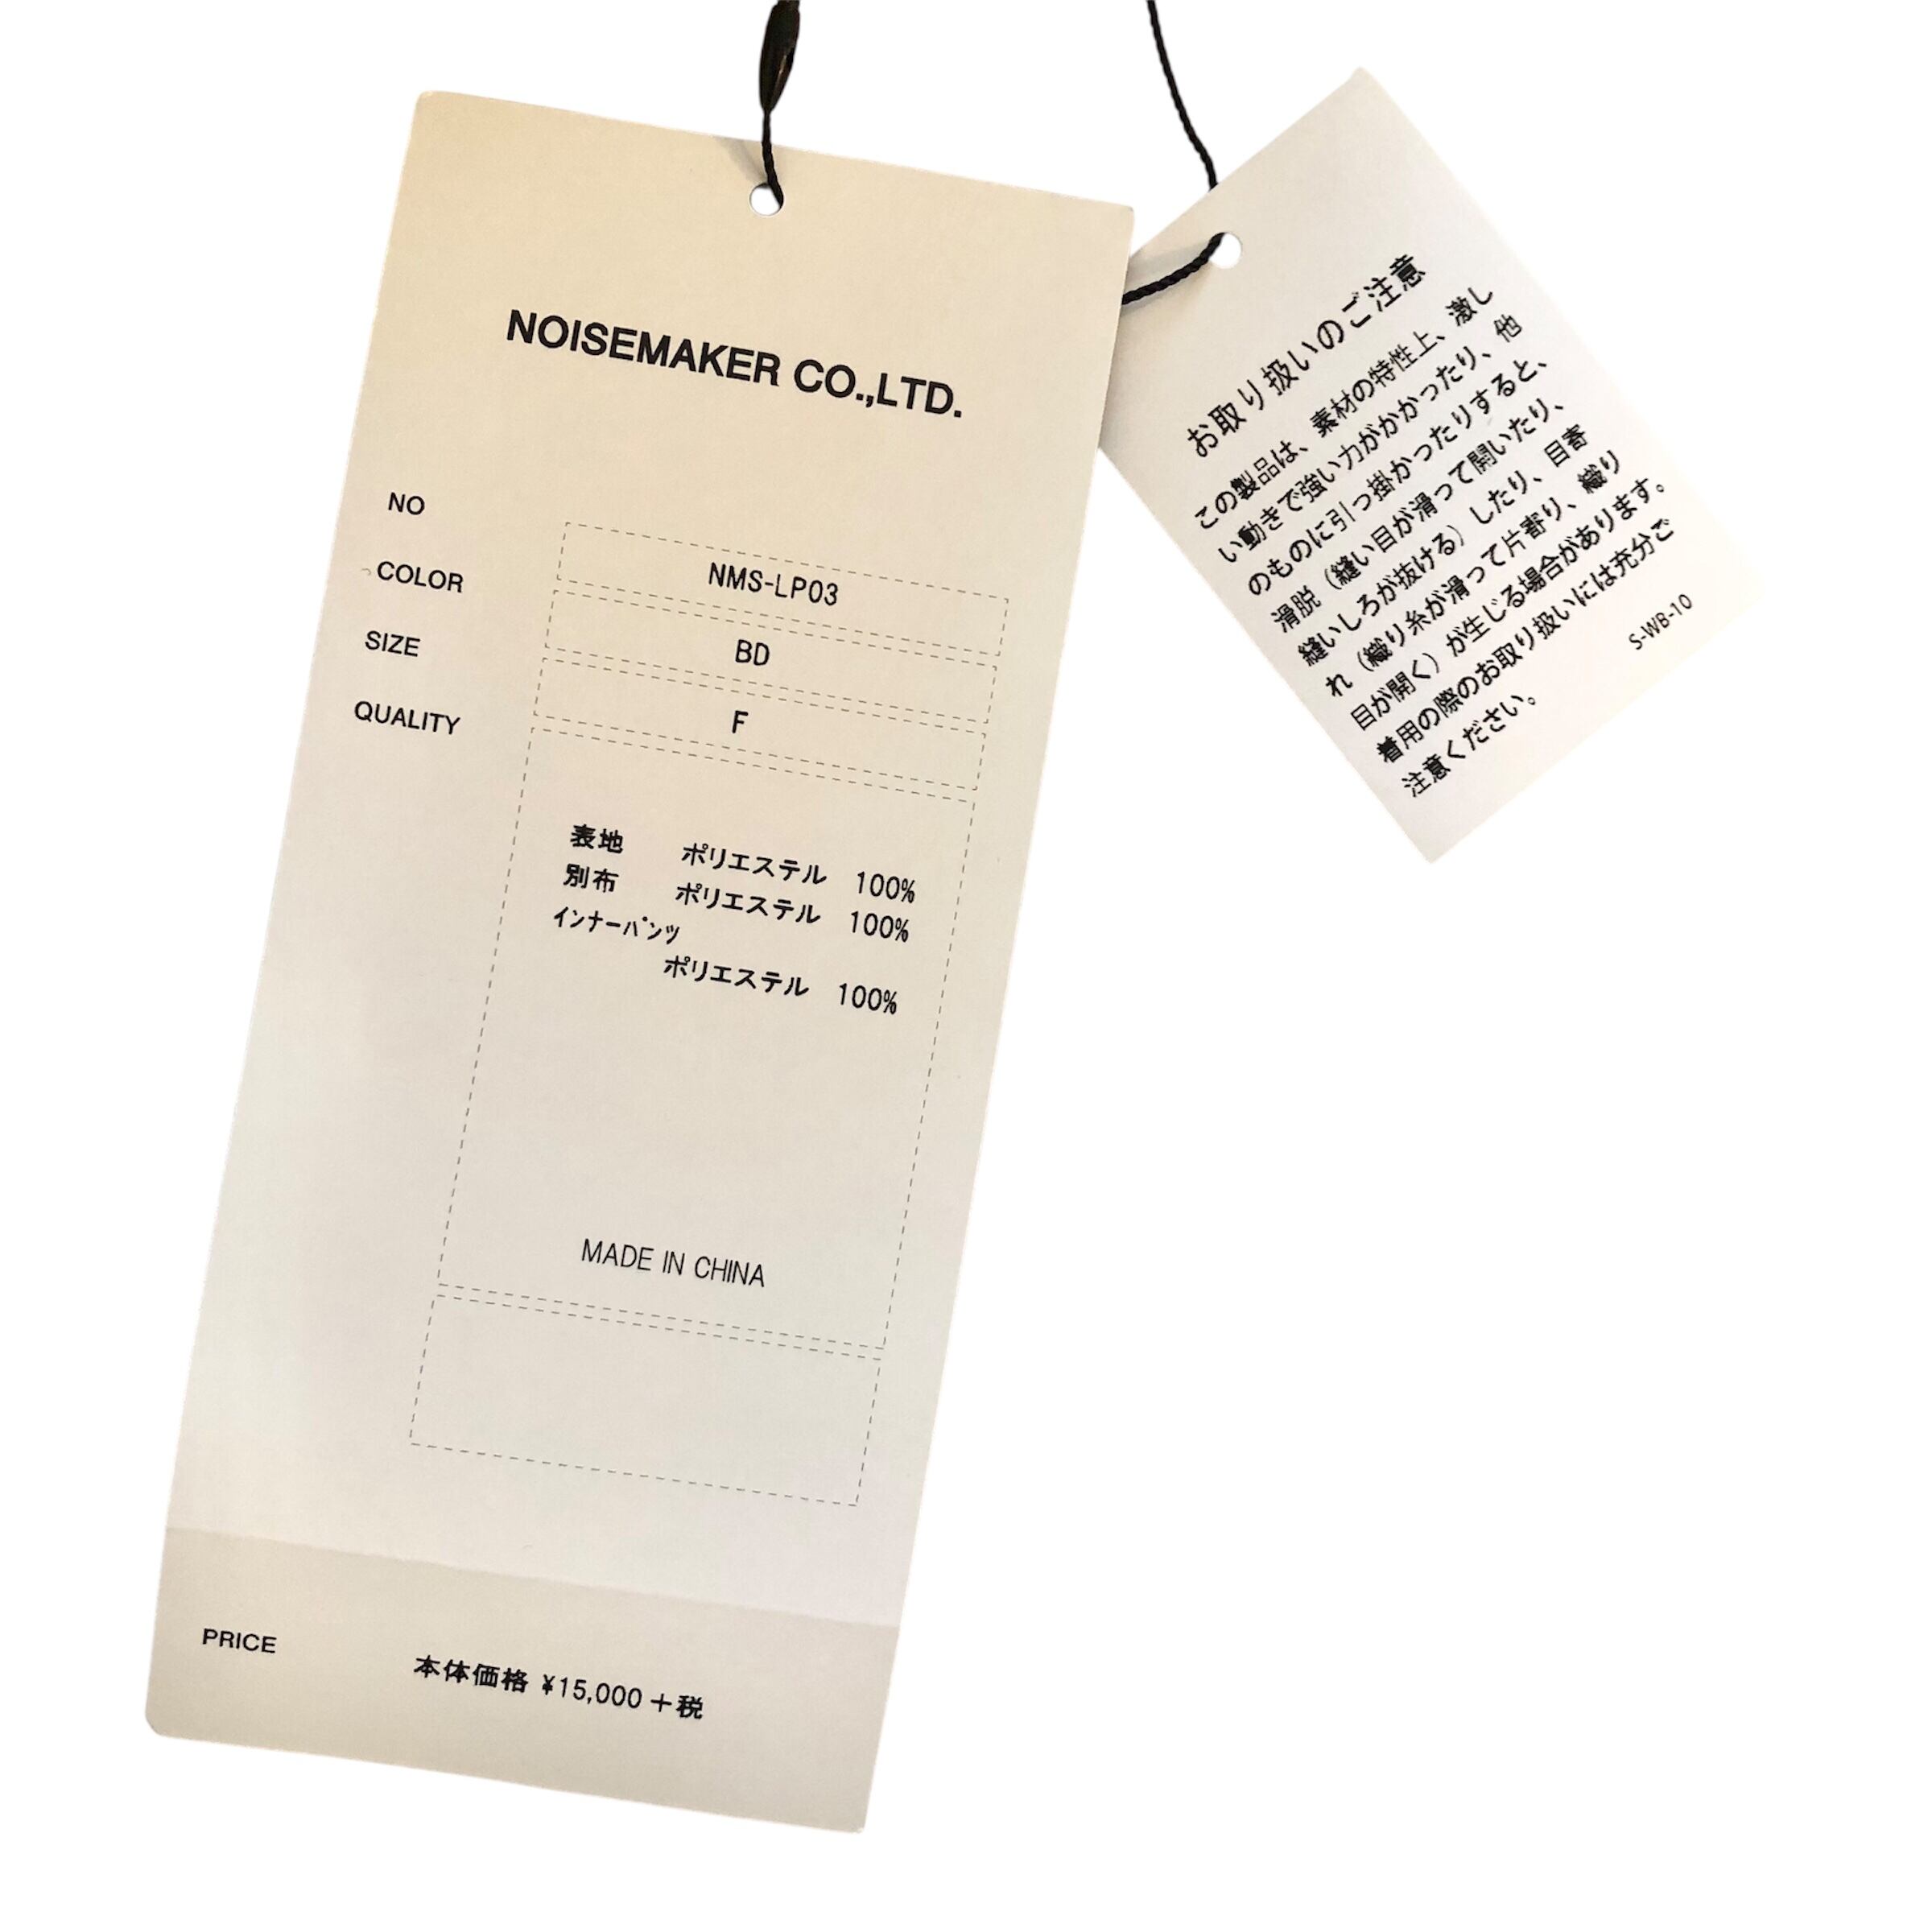 NOISEMAKER CO.,LTD.
NO
NMS-LP03
COLOR
BD
SIZE
F
QUALITY
表地 ポリエステル 100%
別布 ポリエステル 100%
ｲﾝﾅｰﾊﾟﾝﾂ
ポリエステル 100%
MADE IN CHINA
PRICE
本体価格 ¥15,000+税
お取り扱いのご注意
この製品は、素材の特性上、激し
い動きで強い力がかかったり、他
のものに引っ掛かったりすると、
滑脱（縫い目が滑って開いたり、
縫いしろが抜ける）したり、目寄
れ（織り糸が滑って片寄り、織り
目が開く）が生じる場合があります。
着用の際のお取り扱いには充分ご
注意ください。
S-WB-10